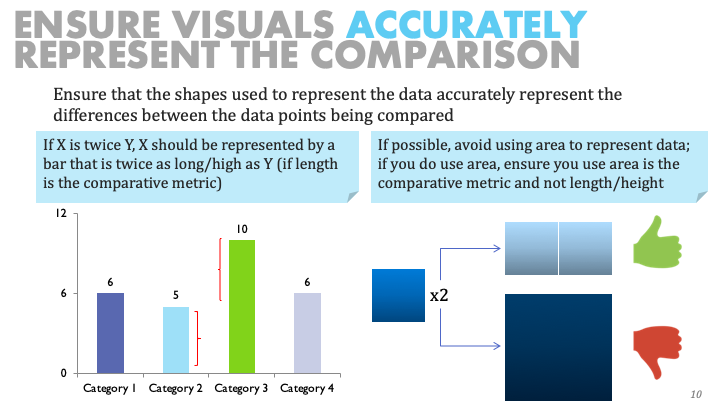 ENSURE VISUALS ACCURATELY
REPRESENT THE COMPARISON
Ensure that the shapes used to represent the data accurately represent the
differences between the data points being compared
If X is twice Y, X should be represented by a
bar that is twice as long/high as Y (if length
is the comparative metric)
If possible, avoid using area to represent data;
if you do use area, ensure you use area is the
comparative metric and not length/height
12
10
6
6
5
6
0
Category 1
Category 2
Category 3
Category 4
x2
10